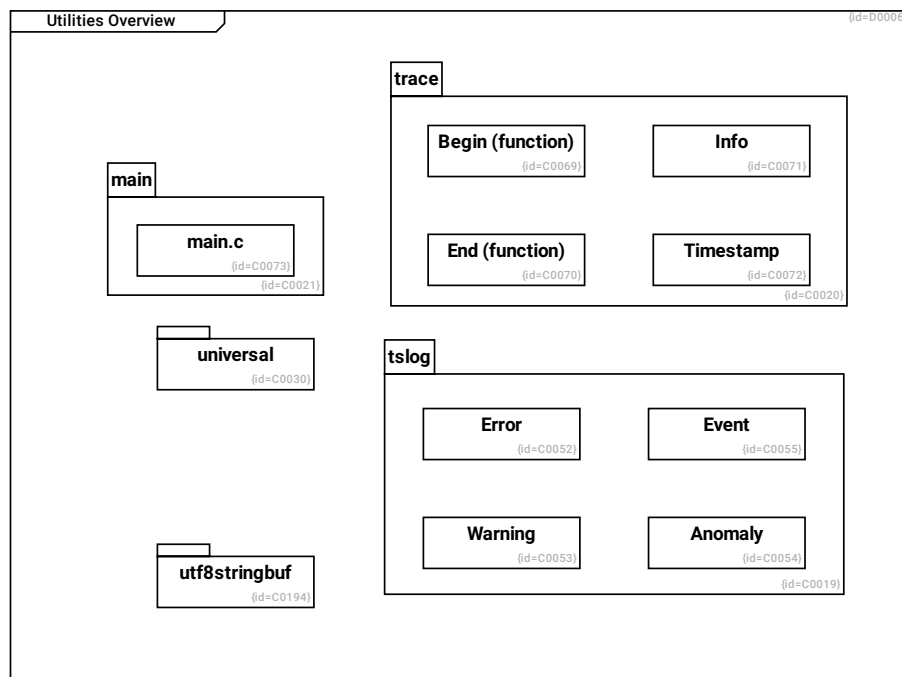 Utilities Overview
{id=D0006
trace
Begin (function)
{id=C0069}
Info
{id=C0071}
End (function)
{id=C0070}
Timestamp
{id=C0072}
{id=C0020}
main
main.c
{id=C0073}
{id=C0021}
universal
{id=C0030}
tslog
Error
{id=C0052}
Event
{id=C0055}
Warning
{id=C0053}
Anomaly
{id=C0054}
{id=C0019}
utf8stringbuf
{id=C0194}